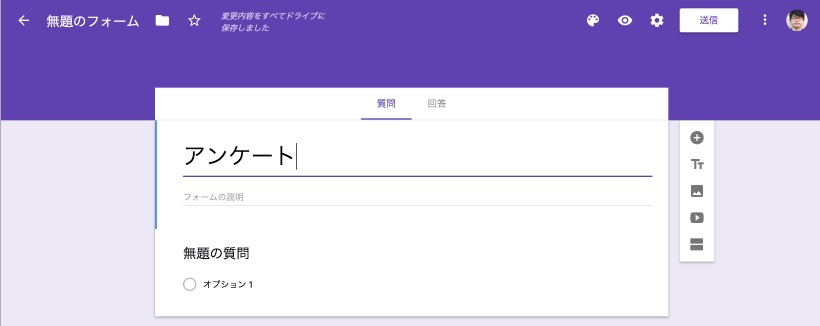 無題のフォーム
変更内容をすべてドライブに
保存しました
送信
質問
回答
アンケート
フォームの説明
無題の質問
オプション 1